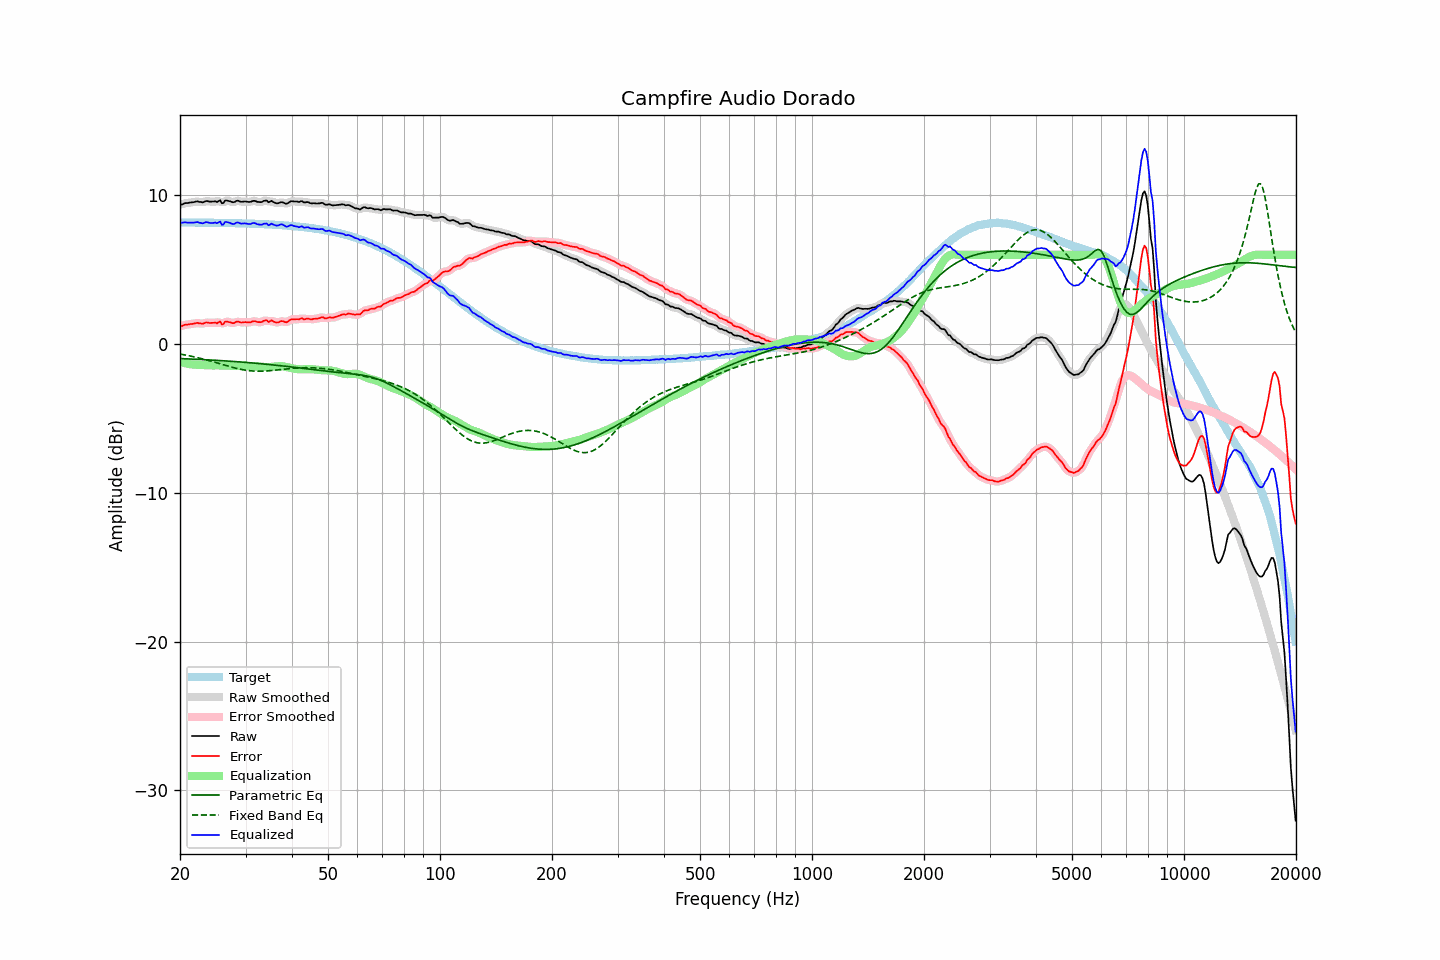 Campfire Audio Dorado
10
0
−10
−20
−30
Amplitude (dBr)
Target
Raw Smoothed
Error Smoothed
Raw
Error
Equalization
Parametric Eq
Fixed Band Eq
Equalized
20 50 100 200 500 1000 2000 5000 10000 20000
Frequency (Hz)